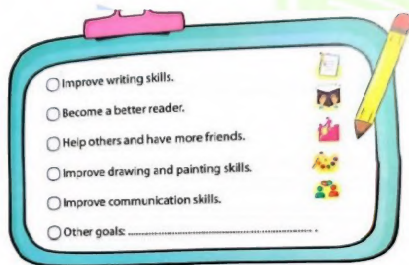 Improve writing skills.
Become a better reader.
Help others and have more friends.
Improve drawing and painting skills.
Improve communication skills.
Other goals: ....................................................... .